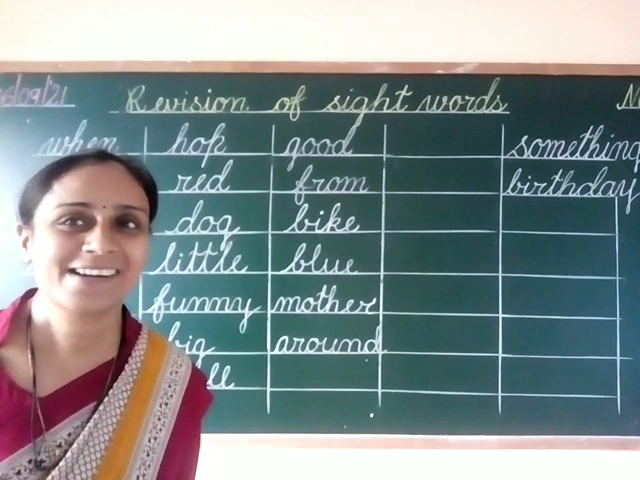 Revision of sight words
when hop good something
red from birthday
dog bike
little blue
funny mother
big around